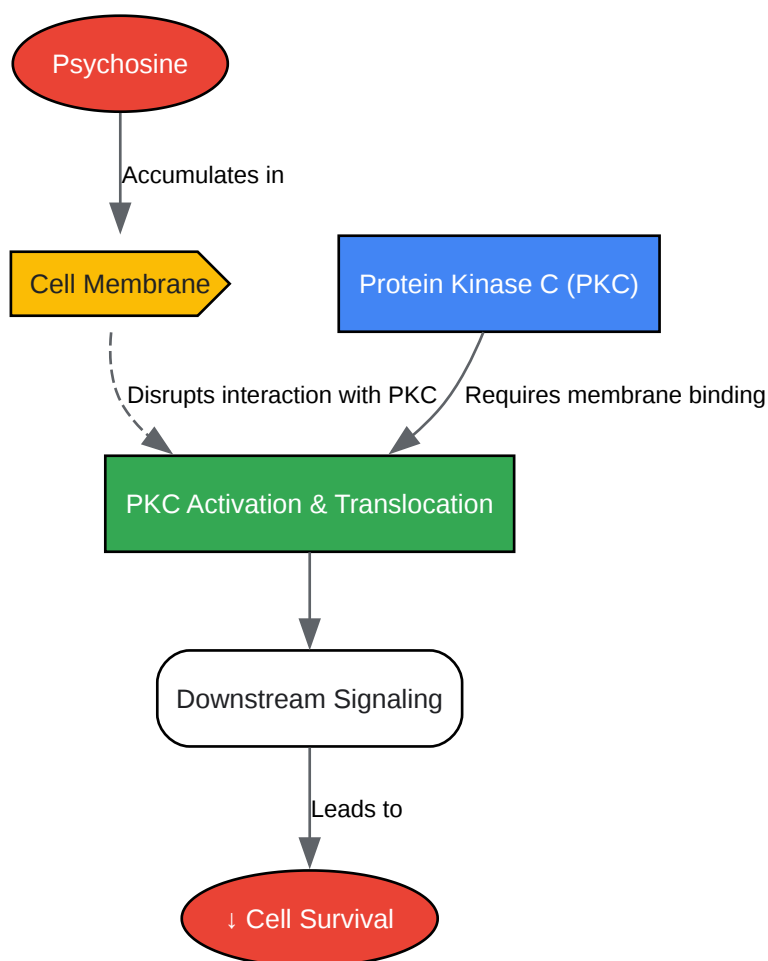 Psychosine
Accumulates in
Cell Membrane
Protein Kinase C (PKC)
Disrupts interaction with PKC
Requires membrane binding
PKC Activation & Translocation
Downstream Signaling
Leads to
↓ Cell Survival